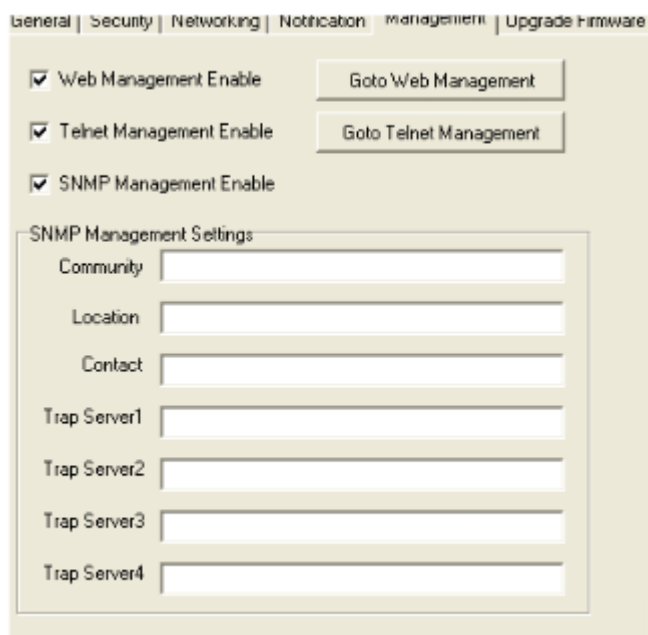 General | Security | Networking | Notification | Management | Upgrade Firmware
Web Management Enable Goto Web Management
Telnet Management Enable Goto Telnet Management
SNMP Management Enable
SNMP Management Settings
Community
Location
Contact
Trap Server1
Trap Server2
Trap Server3
Trap Server4